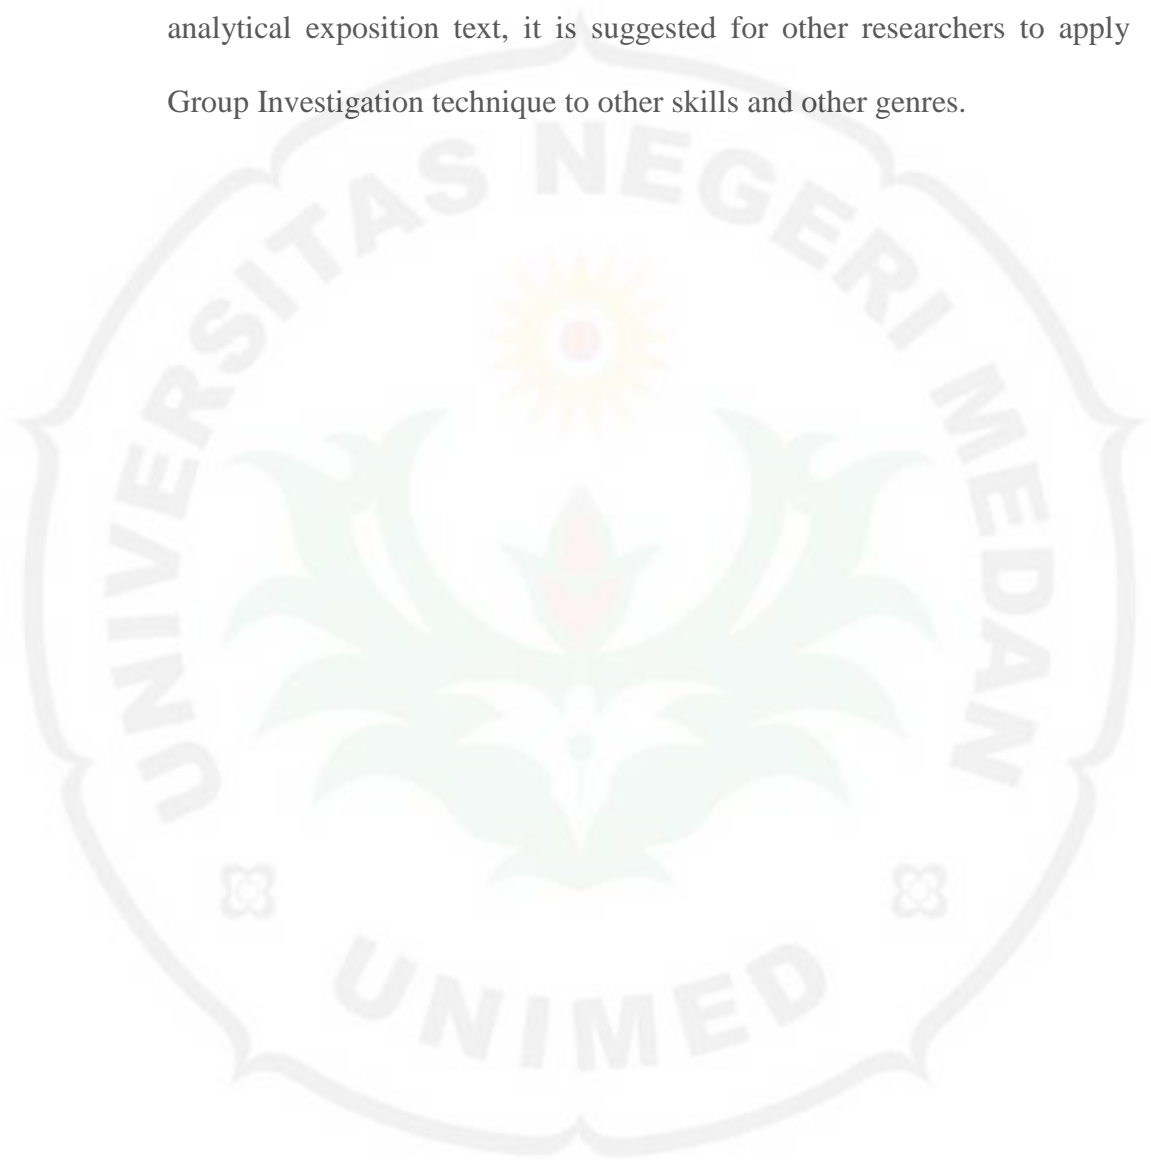 analytical exposition text, it is suggested for other researchers to apply
Group Investigation technique to other skills and other genres.
UNIVERSITAS NEGERI MEDAN
UNIMED